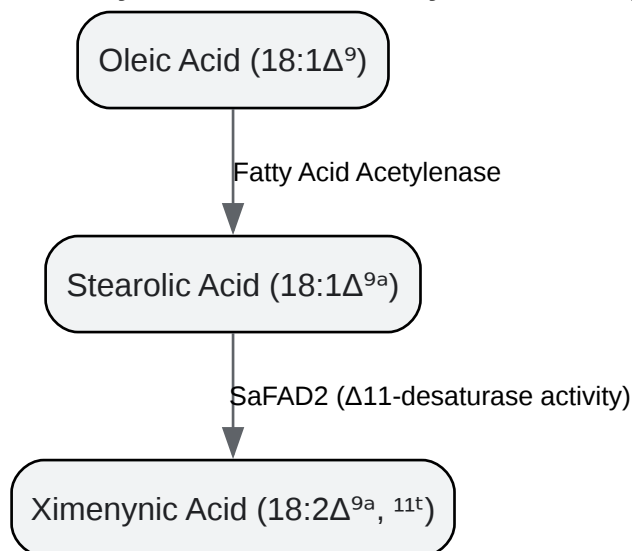 Oleic Acid (18:1Δ⁹)
Fatty Acid Acetylenase
Stearolic Acid (18:1Δ⁹ᵃ)
SaFAD2 (Δ11-desaturase activity)
Ximenynic Acid (18:2Δ⁹ᵃ, ¹¹ᵗ)